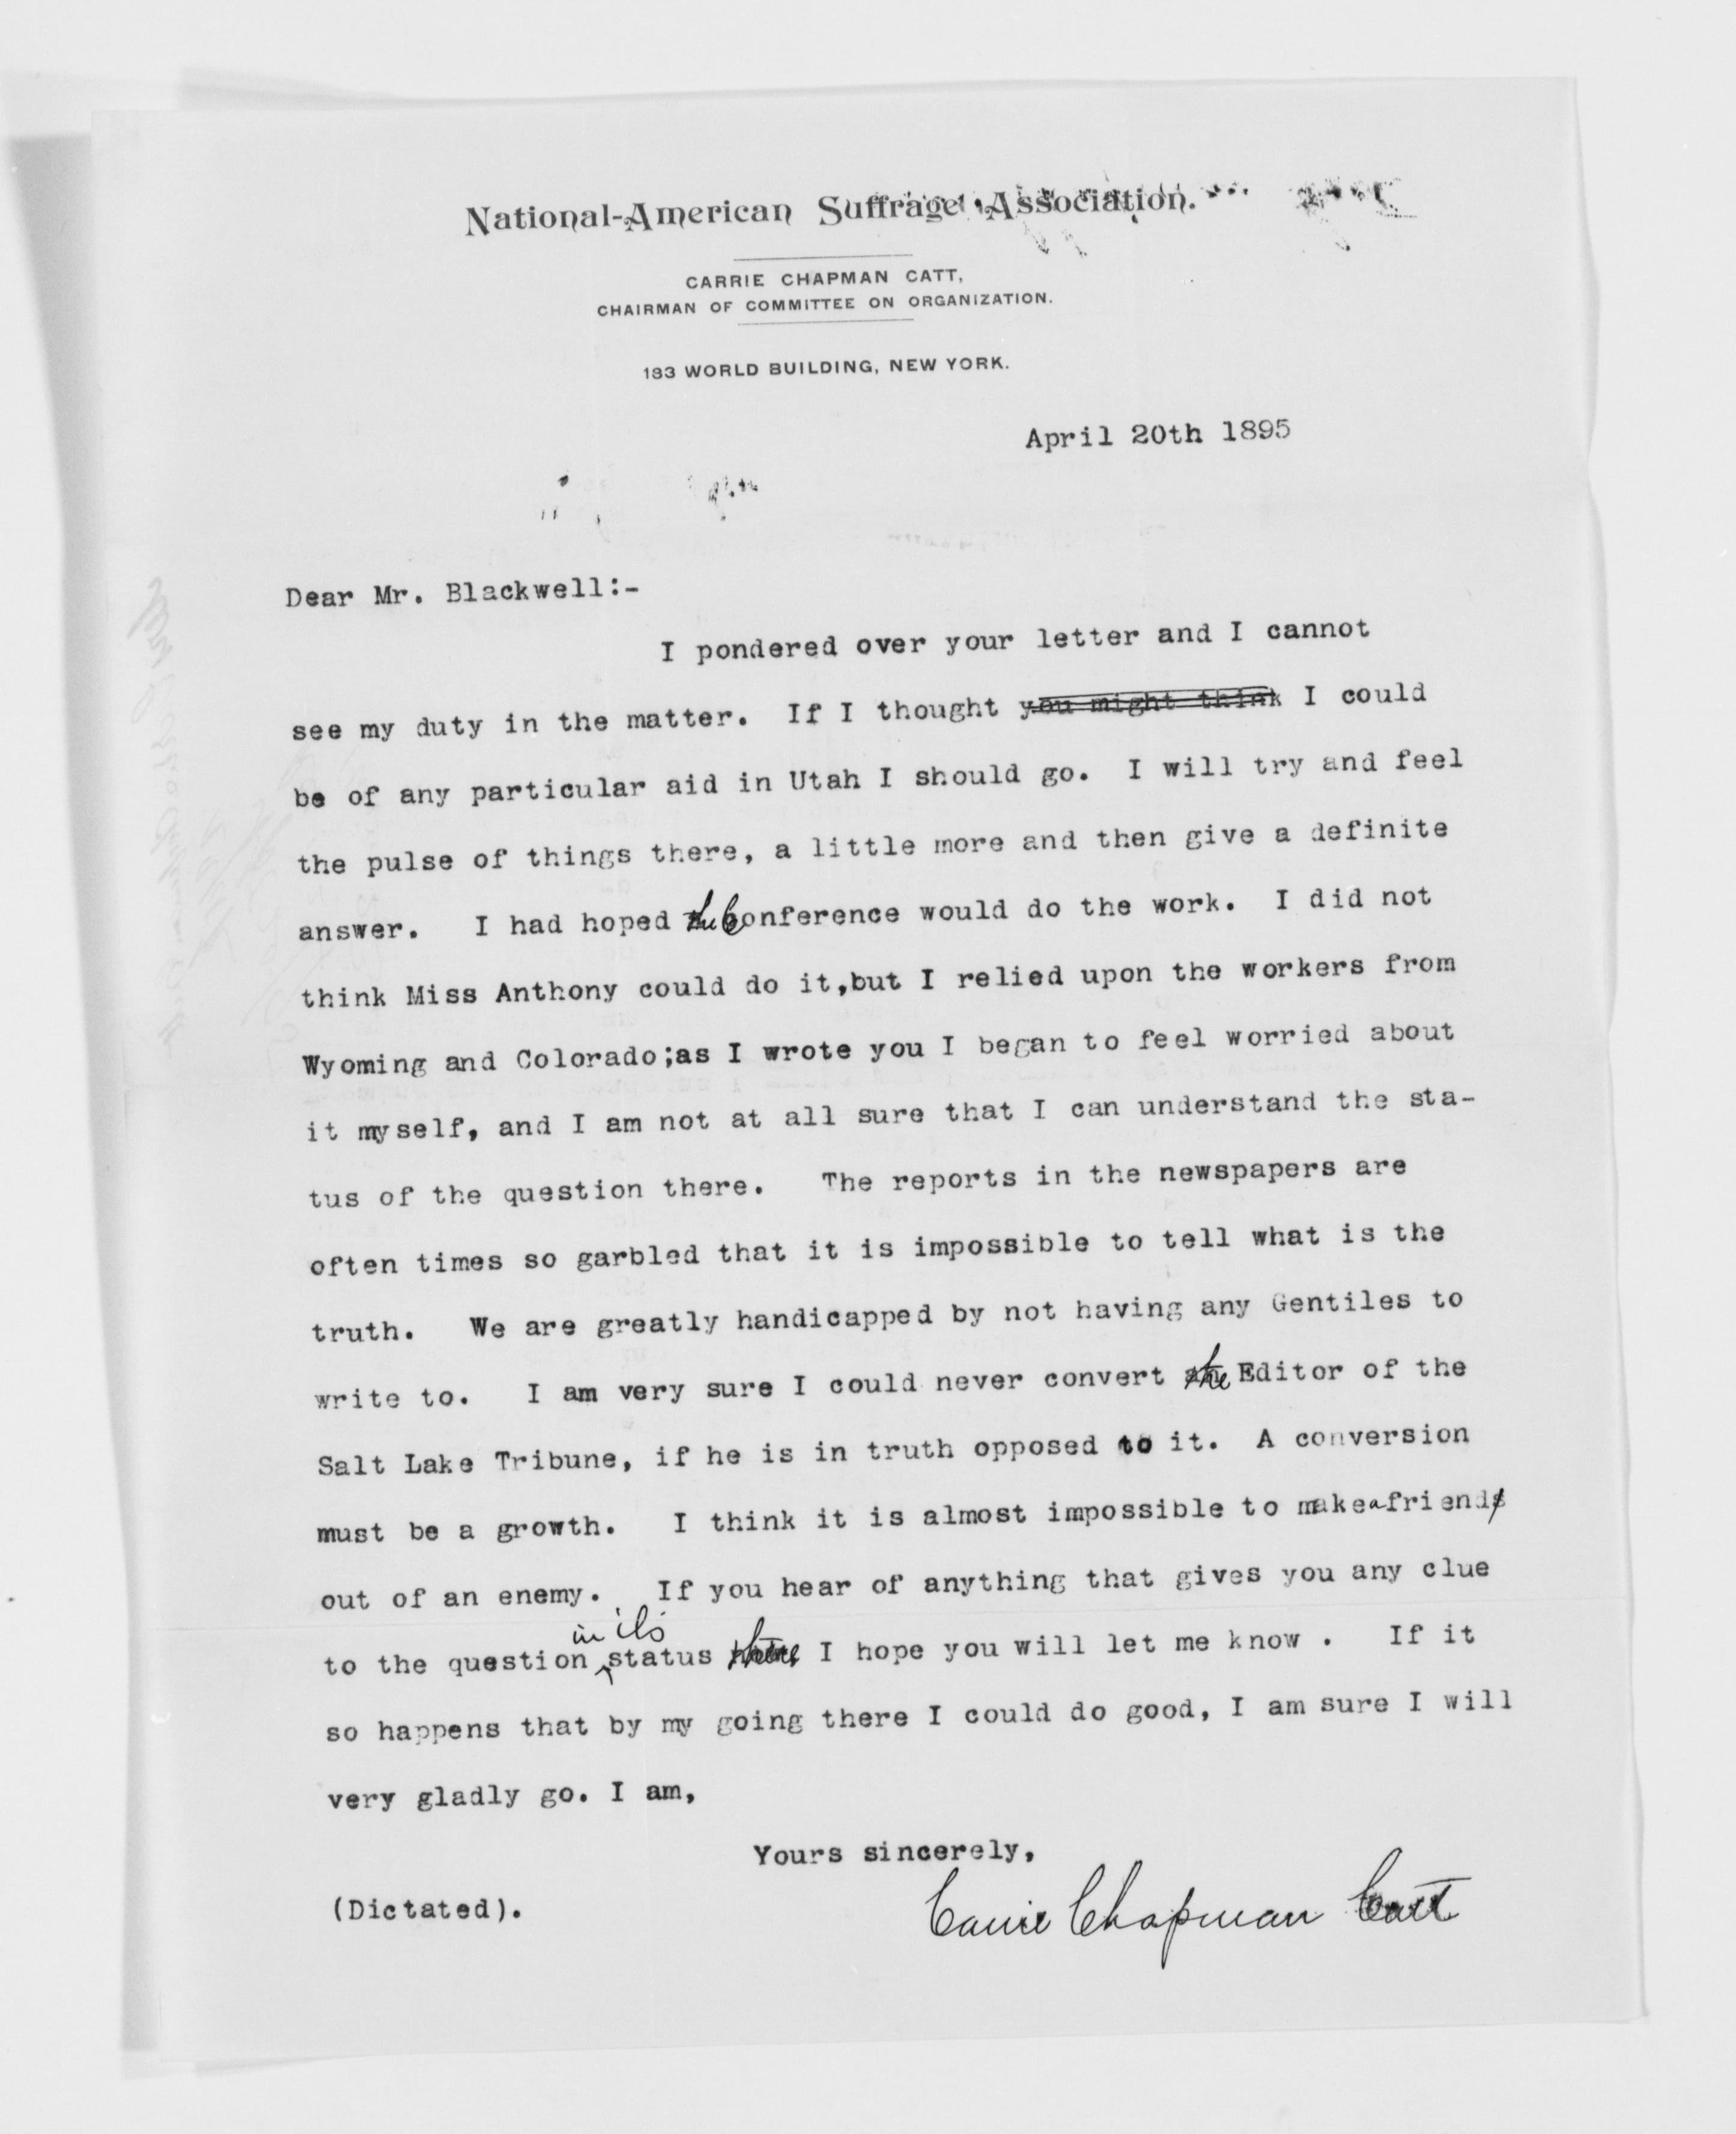 National-American Suffrage Association.
CARRIE CHAPMAN CATT,
CHAIRMAN OF COMMITTEE ON ORGANIZATION.
183 WORLD BUILDING, NEW YORK.
April 20th 1895
Dear Mr. Blackwell:-
I pondered over your letter and I cannot
see my duty in the matter. If I thought you might think I could
be of any particular aid in Utah I should go. I will try and feel
the pulse of things there, a little more and then give a definite
answer. I had hoped the Conference would do the work. I did not
think Miss Anthony could do it,but I relied upon the workers from
Wyoming and Colorado;as I wrote you I began to feel worried about
it myself, and I am not at all sure that I can understand the sta-
tus of the question there. The reports in the newspapers are
often times so garbled that it is impossible to tell what is the
truth. We are greatly handicapped by not having any Gentiles to
write to. I am very sure I could never convert the Editor of the
Salt Lake Tribune, if he is in truth opposed to it. A conversion
must be a growth. I think it is almost impossible to make a friends
out of an enemy. If you hear of anything that gives you any clue
to the question in its status I hope you will let me know . If it
so happens that by my going there I could do good, I am sure I will
very gladly go. I am,
Yours sincerely,
(Dictated). Carrie Chapman Catt